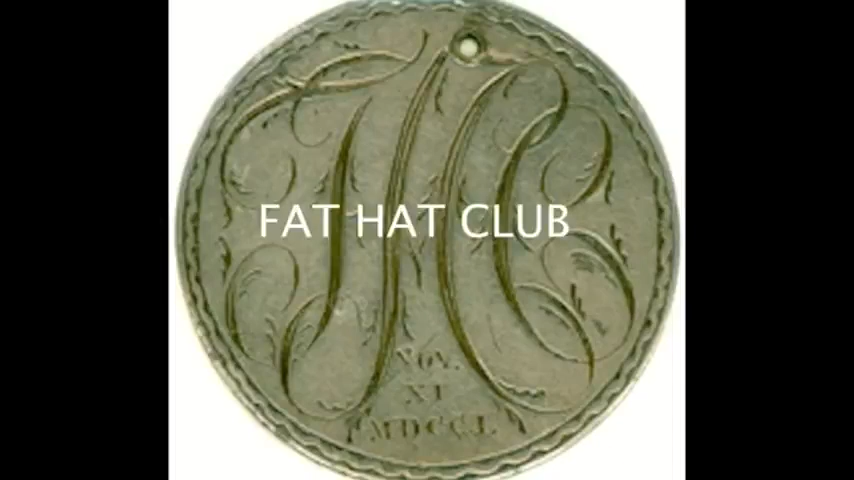 FAT HAT CLUB
NOV.
XI
MDCCL